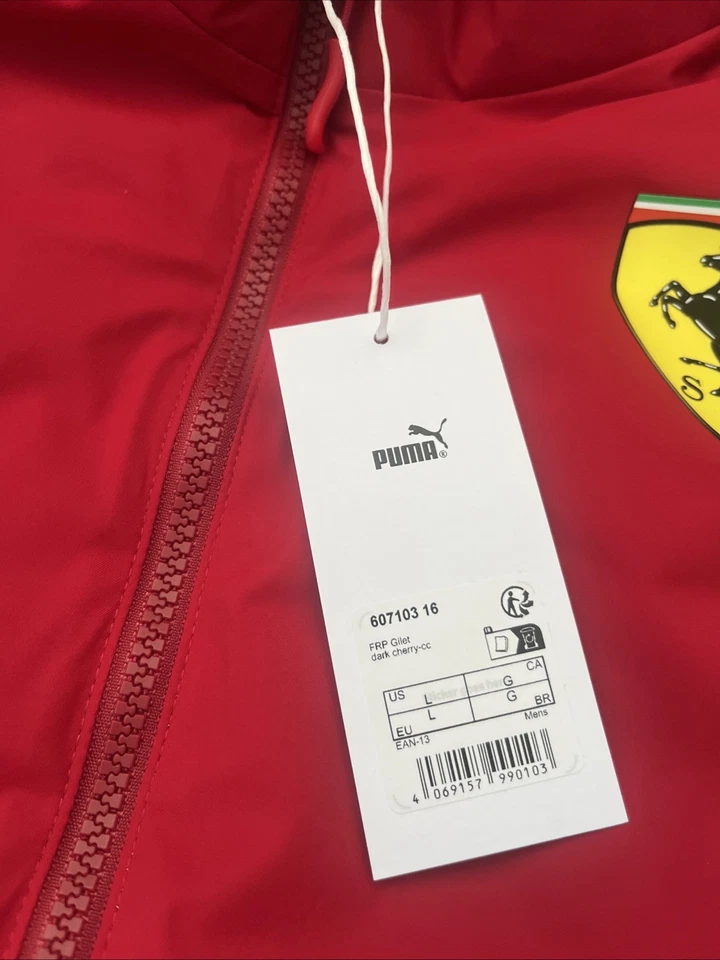 PUMA®
607103 16
FRP Gilet
dark cherry-cc
US L G CA
EU L G BR
EAN-13 Mens
4 069157 990103
S